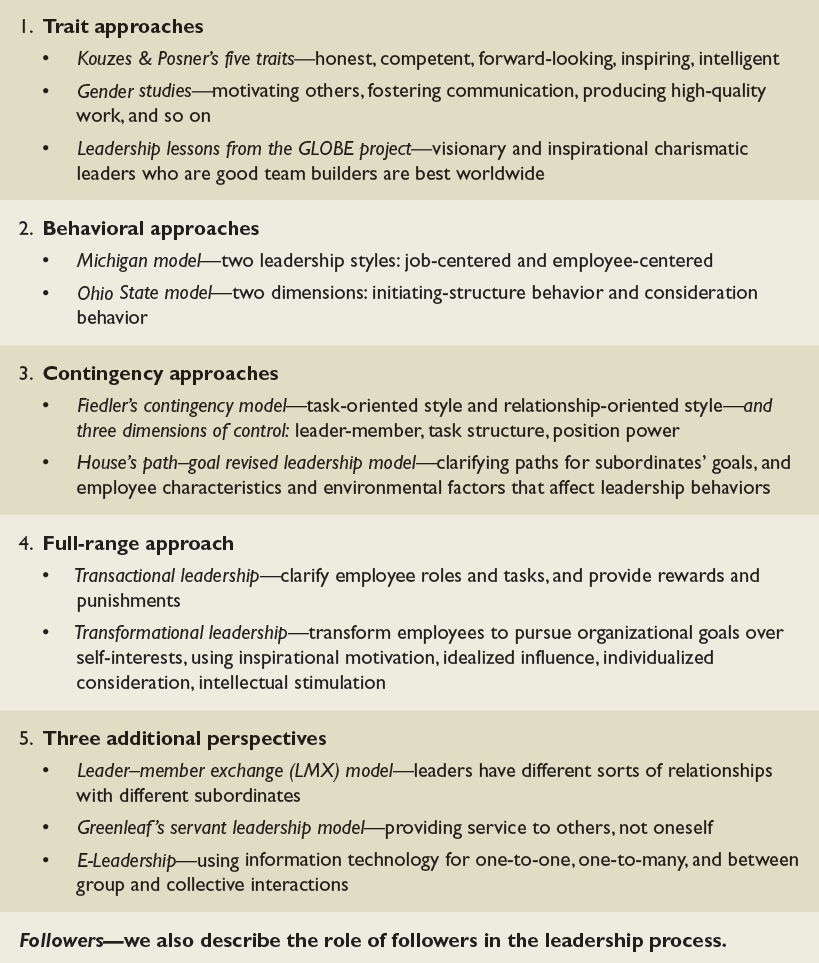 1. Trait approaches
• Kouzes & Posner's five traits—honest, competent, forward-looking, inspiring, intelligent
• Gender studies—motivating others, fostering communication, producing high-quality
work, and so on
• Leadership lessons from the GLOBE project—visionary and inspirational charismatic
leaders who are good team builders are best worldwide
2. Behavioral approaches
• Michigan model—two leadership styles: job-centered and employee-centered
• Ohio State model—two dimensions: initiating-structure behavior and consideration
behavior
3. Contingency approaches
• Fiedler's contingency model—task-oriented style and relationship-oriented style—and
three dimensions of control: leader-member, task structure, position power
• House's path–goal revised leadership model—clarifying paths for subordinates' goals, and
employee characteristics and environmental factors that affect leadership behaviors
4. Full-range approach
• Transactional leadership—clarify employee roles and tasks, and provide rewards and
punishments
• Transformational leadership—transform employees to pursue organizational goals over
self-interests, using inspirational motivation, idealized influence, individualized
consideration, intellectual stimulation
5. Three additional perspectives
• Leader–member exchange (LMX) model—leaders have different sorts of relationships
with different subordinates
• Greenleaf's servant leadership model—providing service to others, not oneself
• E-Leadership—using information technology for one-to-one, one-to-many, and between
group and collective interactions
Followers—we also describe the role of followers in the leadership process.